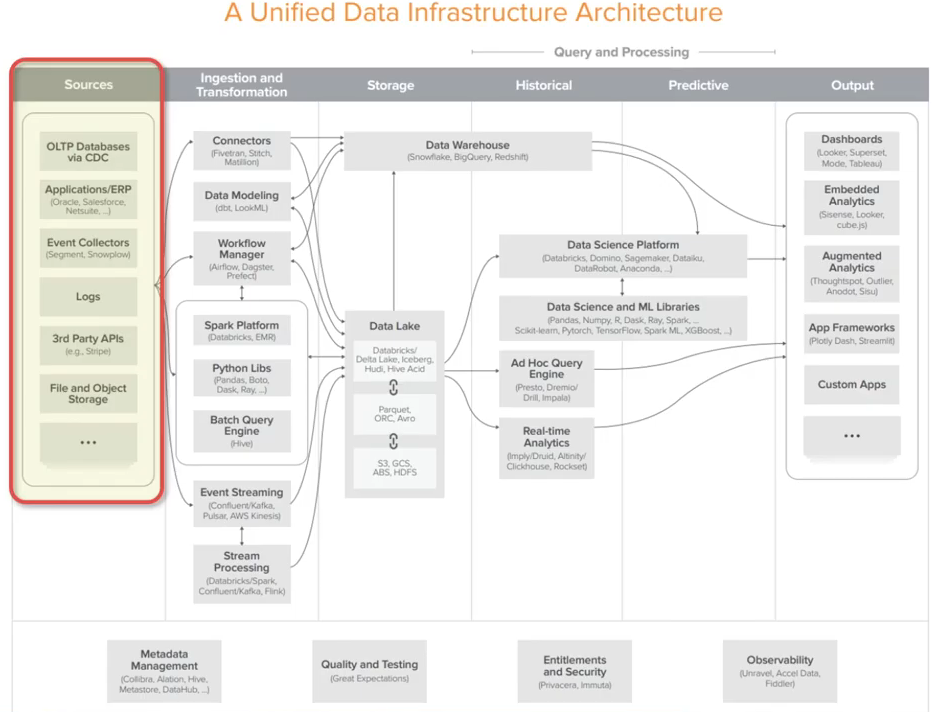 A Unified Data Infrastructure Architecture
Query and Processing
Sources
Ingestion and
Transformation
Storage
Historical
Predictive
Output
OLTP Databases
via CDC
Applications/ERP
(Oracle, Salesforce,
Netsuite, ...)
Event Collectors
(Segment, Snowplow)
Logs
3rd Party APIs
(e.g., Stripe)
File and Object
Storage
...
Connectors
(Fivetran, Stitch,
Matillion)
Data Modeling
(dbt, LookML)
Workflow
Manager
(Airflow, Dagster,
Prefect)
Spark Platform
(Databricks, EMR)
Python Libs
(Pandas, Boto,
Dask, Ray, ...)
Batch Query
Engine
(Hive)
Event Streaming
(Confluent/Kafka,
Pulsar, AWS Kinesis)
Stream
Processing
(Databricks/Spark,
Confluent/Kafka, Flink)
Data Warehouse
(Snowflake, BigQuery, Redshift)
Data Lake
Databricks/
Delta Lake, Iceberg,
Hudi, Hive Acid
Parquet,
ORC, Avro
S3, GCS,
ABS, HDFS
Data Science Platform
(Databricks, Domino, Sagemaker, Dataiku,
DataRobot, Anaconda, ...)
Data Science and ML Libraries
(Pandas, Numpy, R, Dask, Ray, Spark, ...
Scikit-learn, Pytorch, TensorFlow, Spark ML, XGBoost, ...)
Ad Hoc Query
Engine
(Presto, Dremio/
Drill, Impala)
Real-time
Analytics
(Imply/Druid, Altinity/
Clickhouse, Rockset)
Dashboards
(Looker, Superset,
Mode, Tableau)
Embedded
Analytics
(Sisense, Looker,
cube.js)
Augmented
Analytics
(Thoughtspot, Outlier,
Anodot, Sisu)
App Frameworks
(Plotly Dash, Streamlit)
Custom Apps
...
Metadata
Management
(Collibra, Alation, Hive,
Metastore, DataHub, ...)
Quality and Testing
(Great Expectations)
Entitlements
and Security
(Privacera, Immuta)
Observability
(Unravel, Accel Data,
Fiddler)